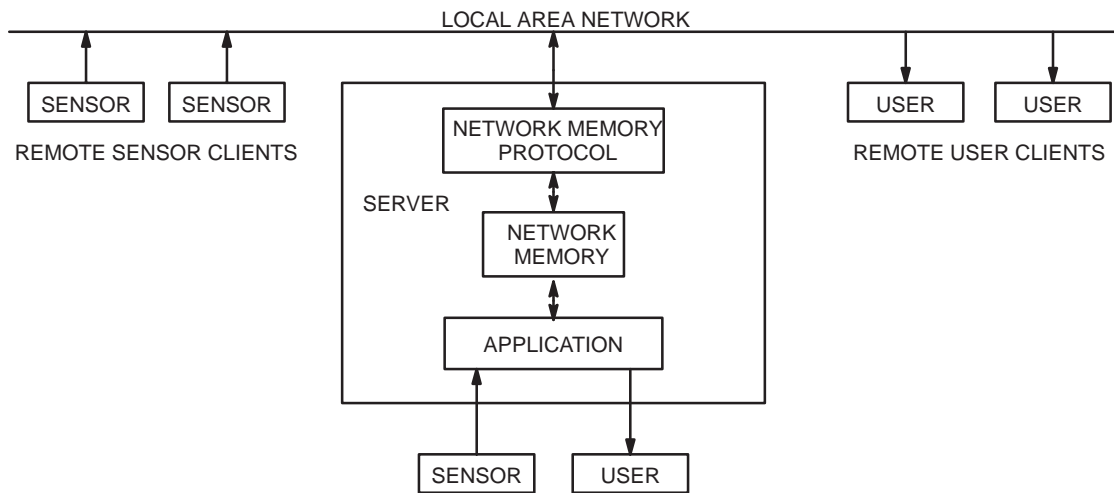 LOCAL AREA NETWORK
SENSOR
SENSOR
USER
USER
REMOTE SENSOR CLIENTS
REMOTE USER CLIENTS
NETWORK MEMORY
PROTOCOL
SERVER
NETWORK
MEMORY
APPLICATION
SENSOR
USER